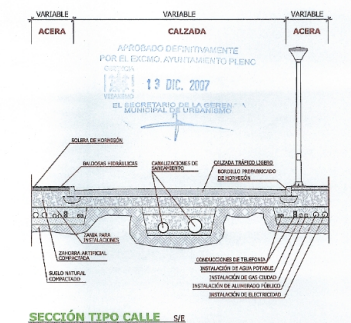 VARIABLE VARIABLE VARIABLE
ACERA CALZADA ACERA
APROBADO DEFINITIVAMENTE
POR EL EXCMO. AYUNTAMIENTO PLENO
13 DIC. 2007
URBANISMO
EL SECRETARIO DE LA GERENCIA
MUNICIPAL DE URBANISMO
SOLERA DE HORMIGÓN
BALDOSAS HIDRÁULICAS
CANALIZACIONES DE
SANEAMIENTO
CALZADA TRÁFICO LIGERO
BORDILLO PREFABRICADO
DE HORMIGÓN
ZANJA PARA
INSTALACIONES
ZAHORRA ARTIFICIAL
COMPACTADA
SUELO NATURAL
COMPACTADO
CONDUCCIONES DE TELEFONÍA
INSTALACIÓN DE AGUA POTABLE
INSTALACIÓN DE GAS CIUDAD
INSTALACIÓN DE ALUMBRADO PÚBLICO
INSTALACIÓN DE ELECTRICIDAD
SECCIÓN TIPO CALLE S/E